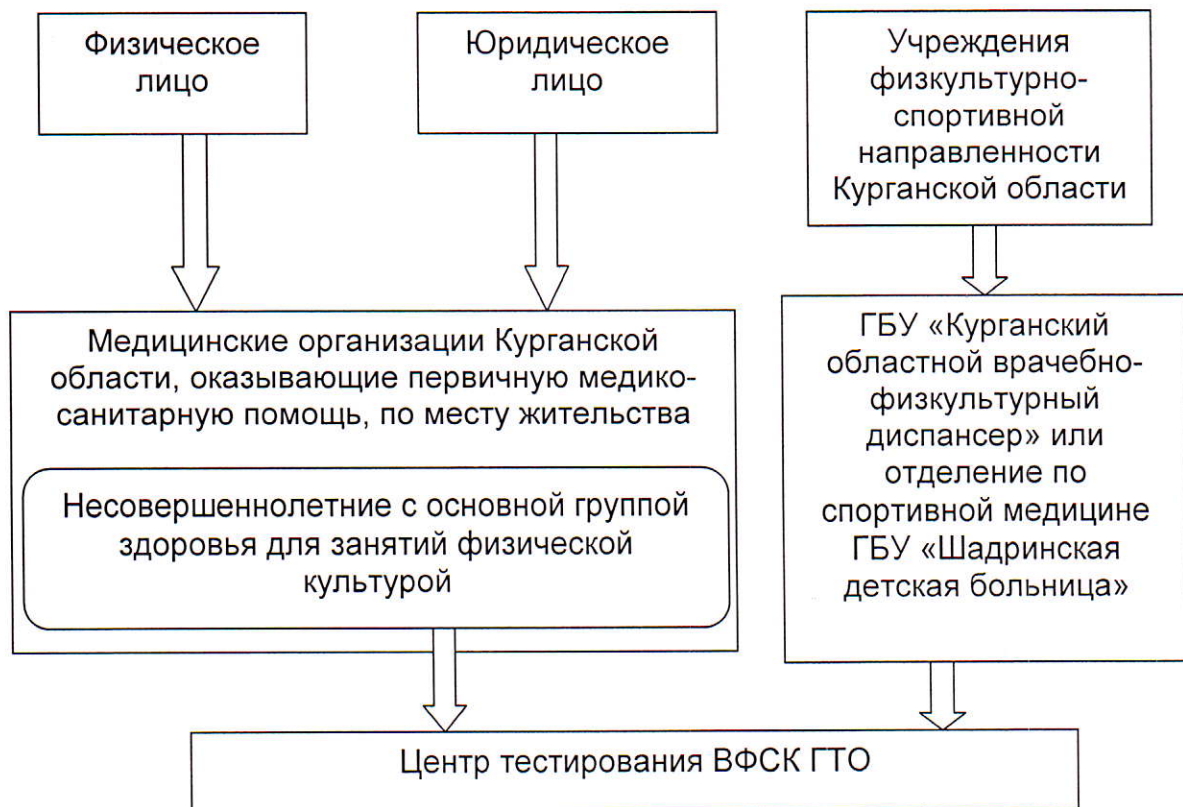 Физическое
лицо
Юридическое
лицо
Учреждения
физкультурно-
спортивной
направленности
Курганской области
Медицинские организации Курганской
области, оказывающие первичную медико-
санитарную помощь, по месту жительства
Несовершеннолетние с основной группой
здоровья для занятий физической
культурой
ГБУ «Курганский
областной врачебно-
физкультурный
диспансер» или
отделение по
спортивной медицине
ГБУ «Шадринская
детская больница»
Центр тестирования ВФСК ГТО